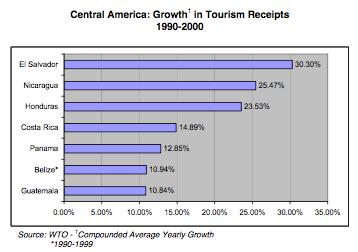 Central America: Growth¹ in Tourism Receipts
1990-2000
El Salvador 30.30%
Nicaragua 25.47%
Honduras 23.53%
Costa Rica 14.89%
Panama 12.85%
Belize* 10.94%
Guatemala 10.84%
0.00% 5.00% 10.00% 15.00% 20.00% 25.00% 30.00% 35.00%
Source: WTO - ¹Compounded Average Yearly Growth
*1990-1999